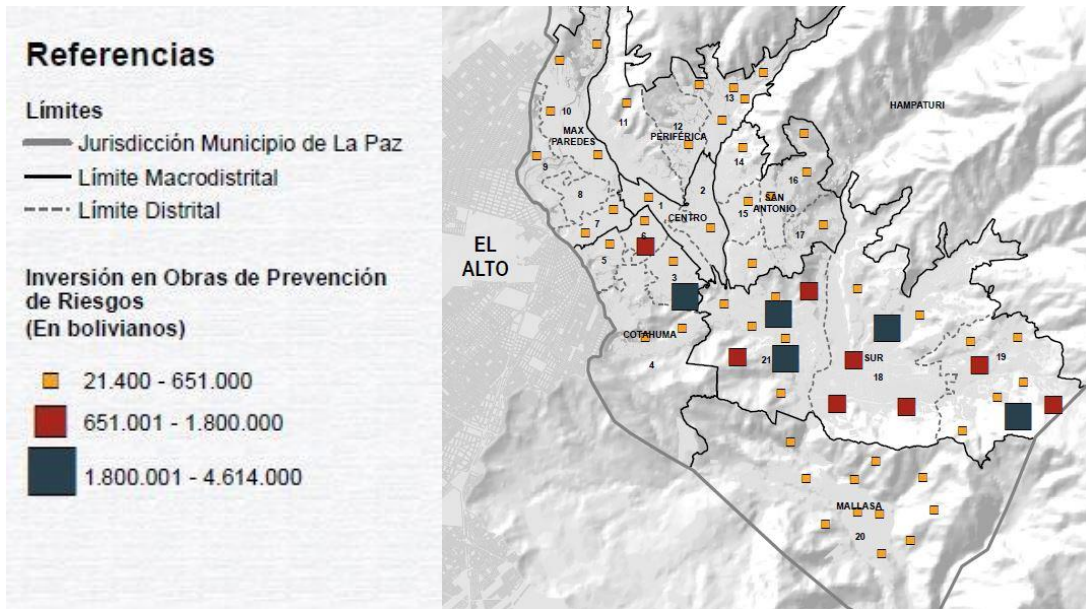 Referencias
Límites
Jurisdicción Municipio de La Paz
Límite Macrodistrital
Límite Distrital
Inversión en Obras de Prevención
de Riesgos
(En bolivianos)
21.400 - 651.000
651.001 - 1.800.000
1.800.001 - 4.614.000
EL
ALTO
HAMPATURI
13
10
11
12
MAX
PAREDES
PERIFÉRICA
14
9
16
8
2
1
SAN
ANTONIO
15
CENTRO
7
6
17
5
3
COTAHUMA
4
21
SUR
18
19
MALLASA
20